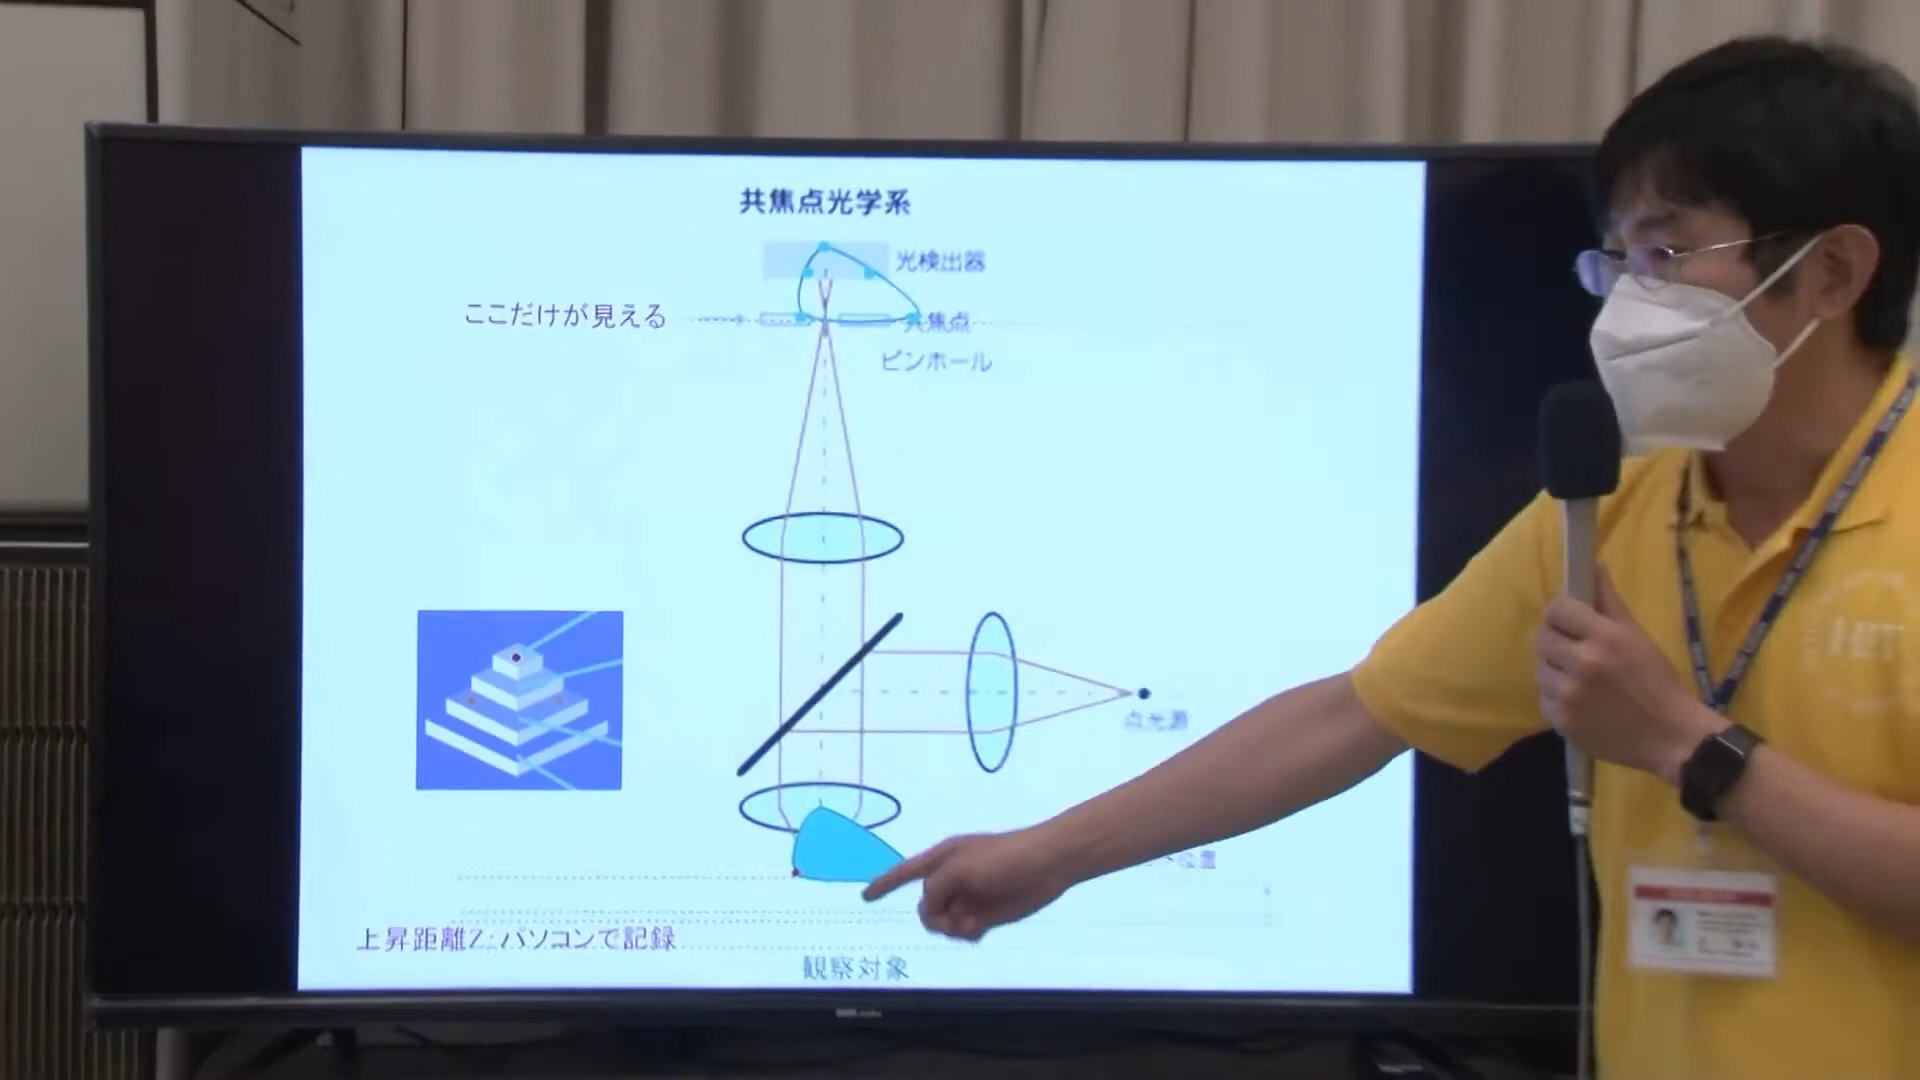 共焦点光学系
光検出器
ここだけが見える
共焦点
ピンホール
点光源
位置
上昇距離Z:パソコンで記録
観察対象
HIT